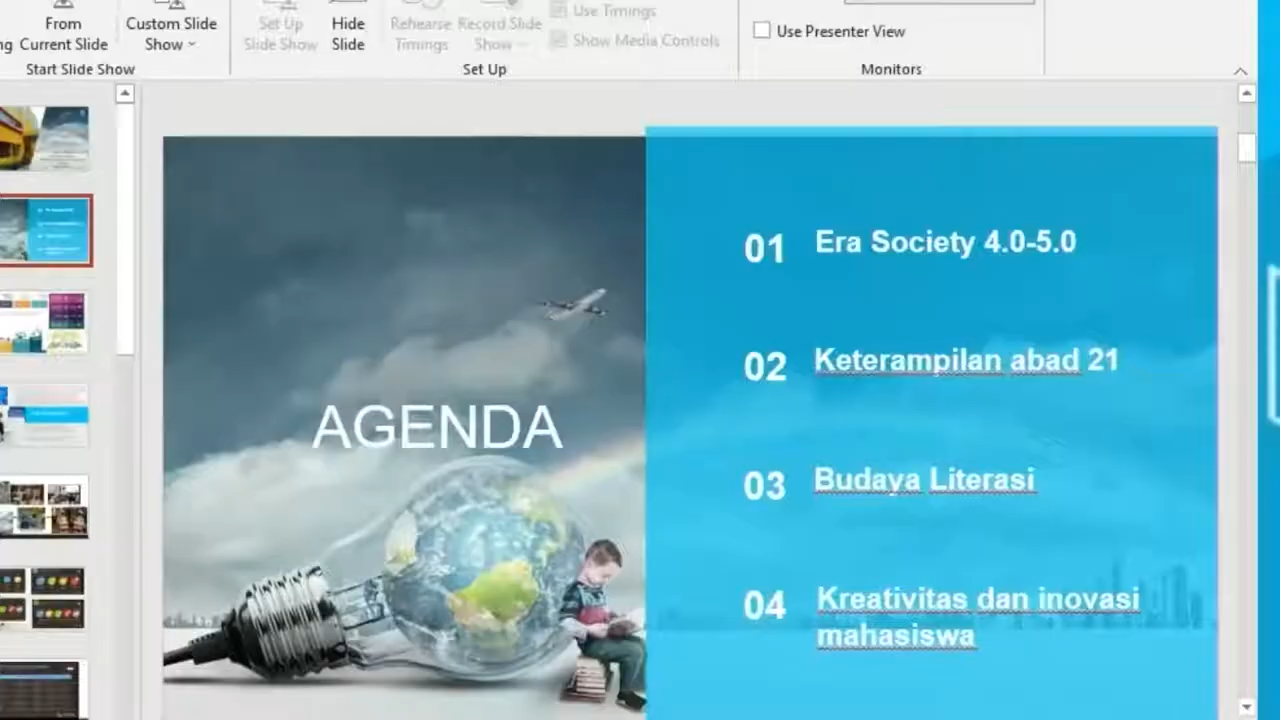 From
Custom Slide
Set Up
Hide
Rehearse
Record Slide
Use Timings
Use Presenter View
ng
Current Slide
Show
Slide Show
Slide
Timings
Show
Show Media Controls
Start Slide Show
Set Up
Monitors
AGENDA
01 Era Society 4.0-5.0
02 Keterampilan abad 21
03 Budaya Literasi
04 Kreativitas dan inovasi
mahasiswa